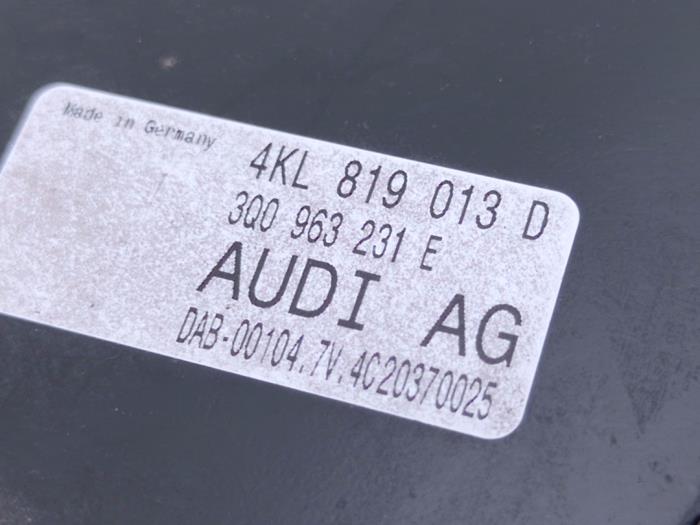 Made in Germany
4KL 819 013 D
3Q0 963 231 E
AUDI AG
DAB-00104.7V.4C20370025